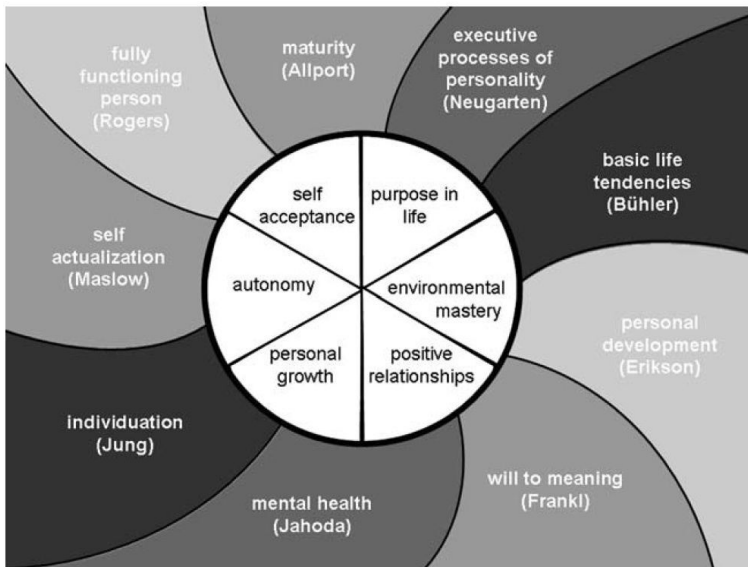 fully
functioning
person
(Rogers)
maturity
(Allport)
executive
processes of
personality
(Neugarten)
basic life
tendencies
(Bühler)
self
acceptance
purpose in
life
self
actualization
(Maslow)
autonomy
environmental
mastery
personal
growth
positive
relationships
personal
development
(Erikson)
individuation
(Jung)
mental health
(Jahoda)
will to meaning
(Frankl)